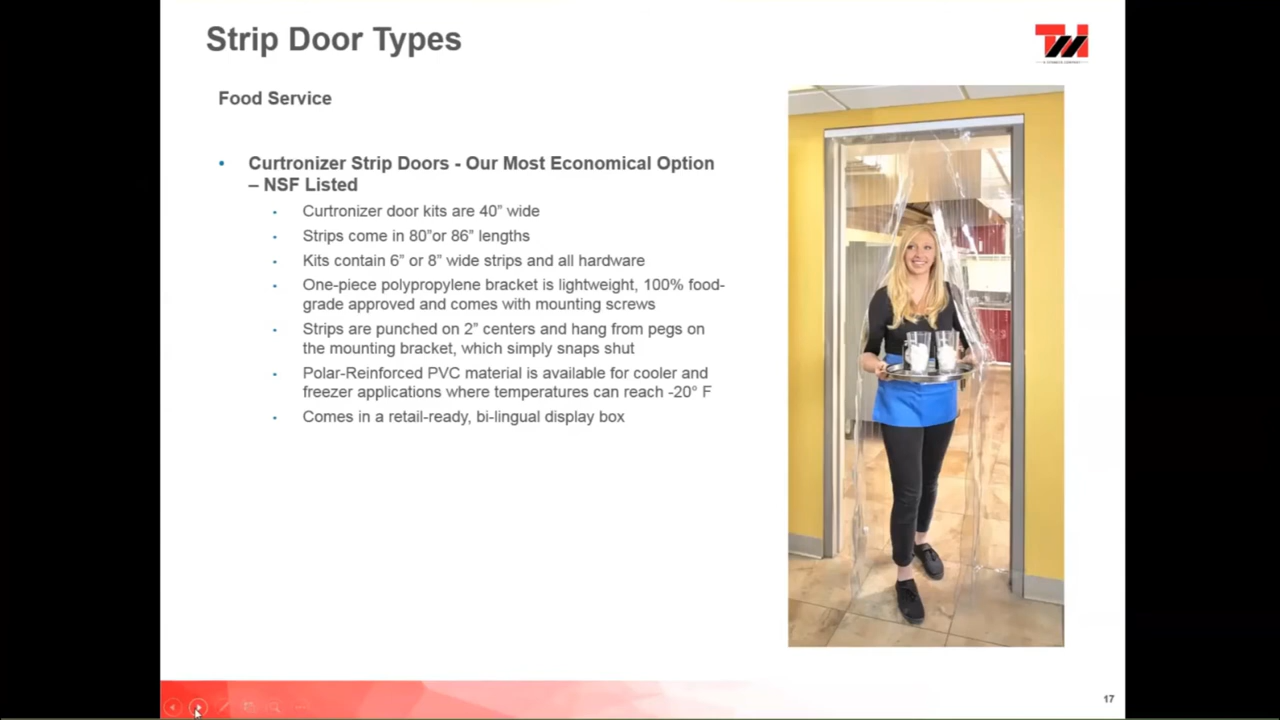 Strip Door Types
Food Service
• Curtronizer Strip Doors - Our Most Economical Option
– NSF Listed
• Curtronizer door kits are 40” wide
• Strips come in 80”or 86” lengths
• Kits contain 6” or 8” wide strips and all hardware
• One-piece polypropylene bracket is lightweight, 100% food-
grade approved and comes with mounting screws
• Strips are punched on 2” centers and hang from pegs on
the mounting bracket, which simply snaps shut
• Polar-Reinforced PVC material is available for cooler and
freezer applications where temperatures can reach -20° F
• Comes in a retail-ready, bi-lingual display box
17